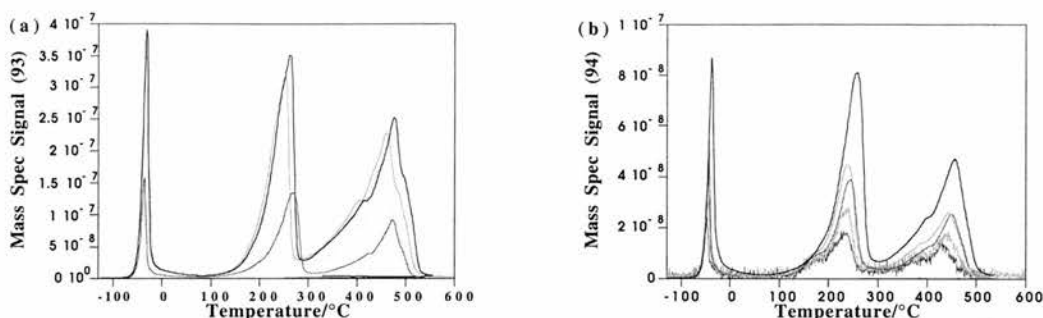 (a)
Mass Spec Signal (93)
4 10⁻⁷
3.5 10⁻⁷
3 10⁻⁷
2.5 10⁻⁷
2 10⁻⁷
1.5 10⁻⁷
1 10⁻⁷
5 10⁻⁸
0 10⁰
-100 0 100 200 300 400 500 600
Temperature/°C
(b)
Mass Spec Signal (94)
1 10⁻⁷
8 10⁻⁸
6 10⁻⁸
4 10⁻⁸
2 10⁻⁸
0
-100 0 100 200 300 400 500 600
Temperature/°C